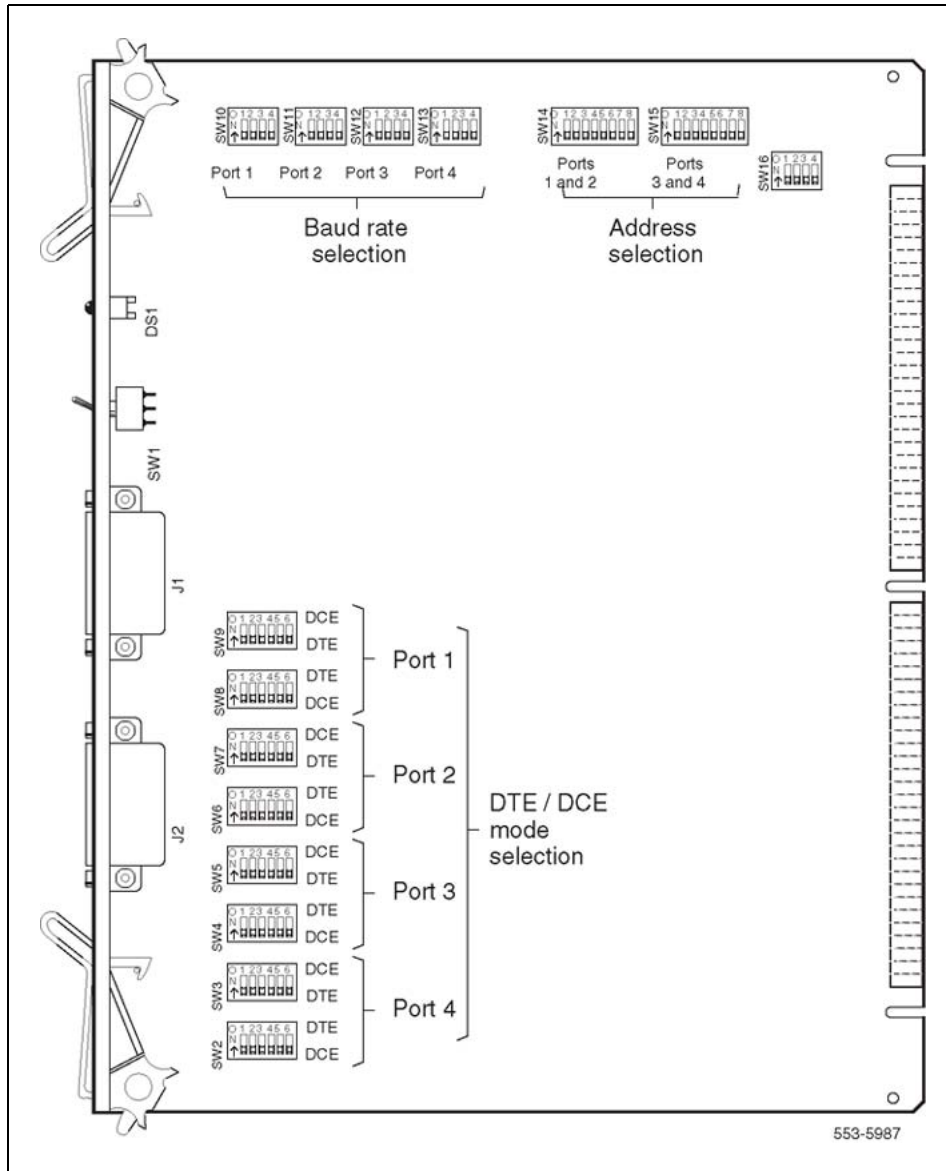 SW10 O N 1 2 3 4 SW11 O N 1 2 3 4 SW12 O N 1 2 3 4 SW13 O N 1 2 3 4 SW14 O N 1 2 3 4 5 6 7 8 SW15 O N 1 2 3 4 5 6 7 8
Port 1 Port 2 Port 3 Port 4
Ports
1 and 2
Ports
3 and 4
SW16 O N 1 2 3 4
Baud rate
selection
Address
selection
DS1
SW1
J1
J2
SW9 O N 1 2 3 4 5 6 DCE
DTE
SW8 O N 1 2 3 4 5 6 DTE
DCE
Port 1
SW7 O N 1 2 3 4 5 6 DCE
DTE
SW6 O N 1 2 3 4 5 6 DTE
DCE
Port 2
SW5 O N 1 2 3 4 5 6 DCE
DTE
SW4 O N 1 2 3 4 5 6 DTE
DCE
Port 3
SW3 O N 1 2 3 4 5 6 DCE
DTE
SW2 O N 1 2 3 4 5 6 DTE
DCE
Port 4
DTE / DCE
mode
selection
553-5987